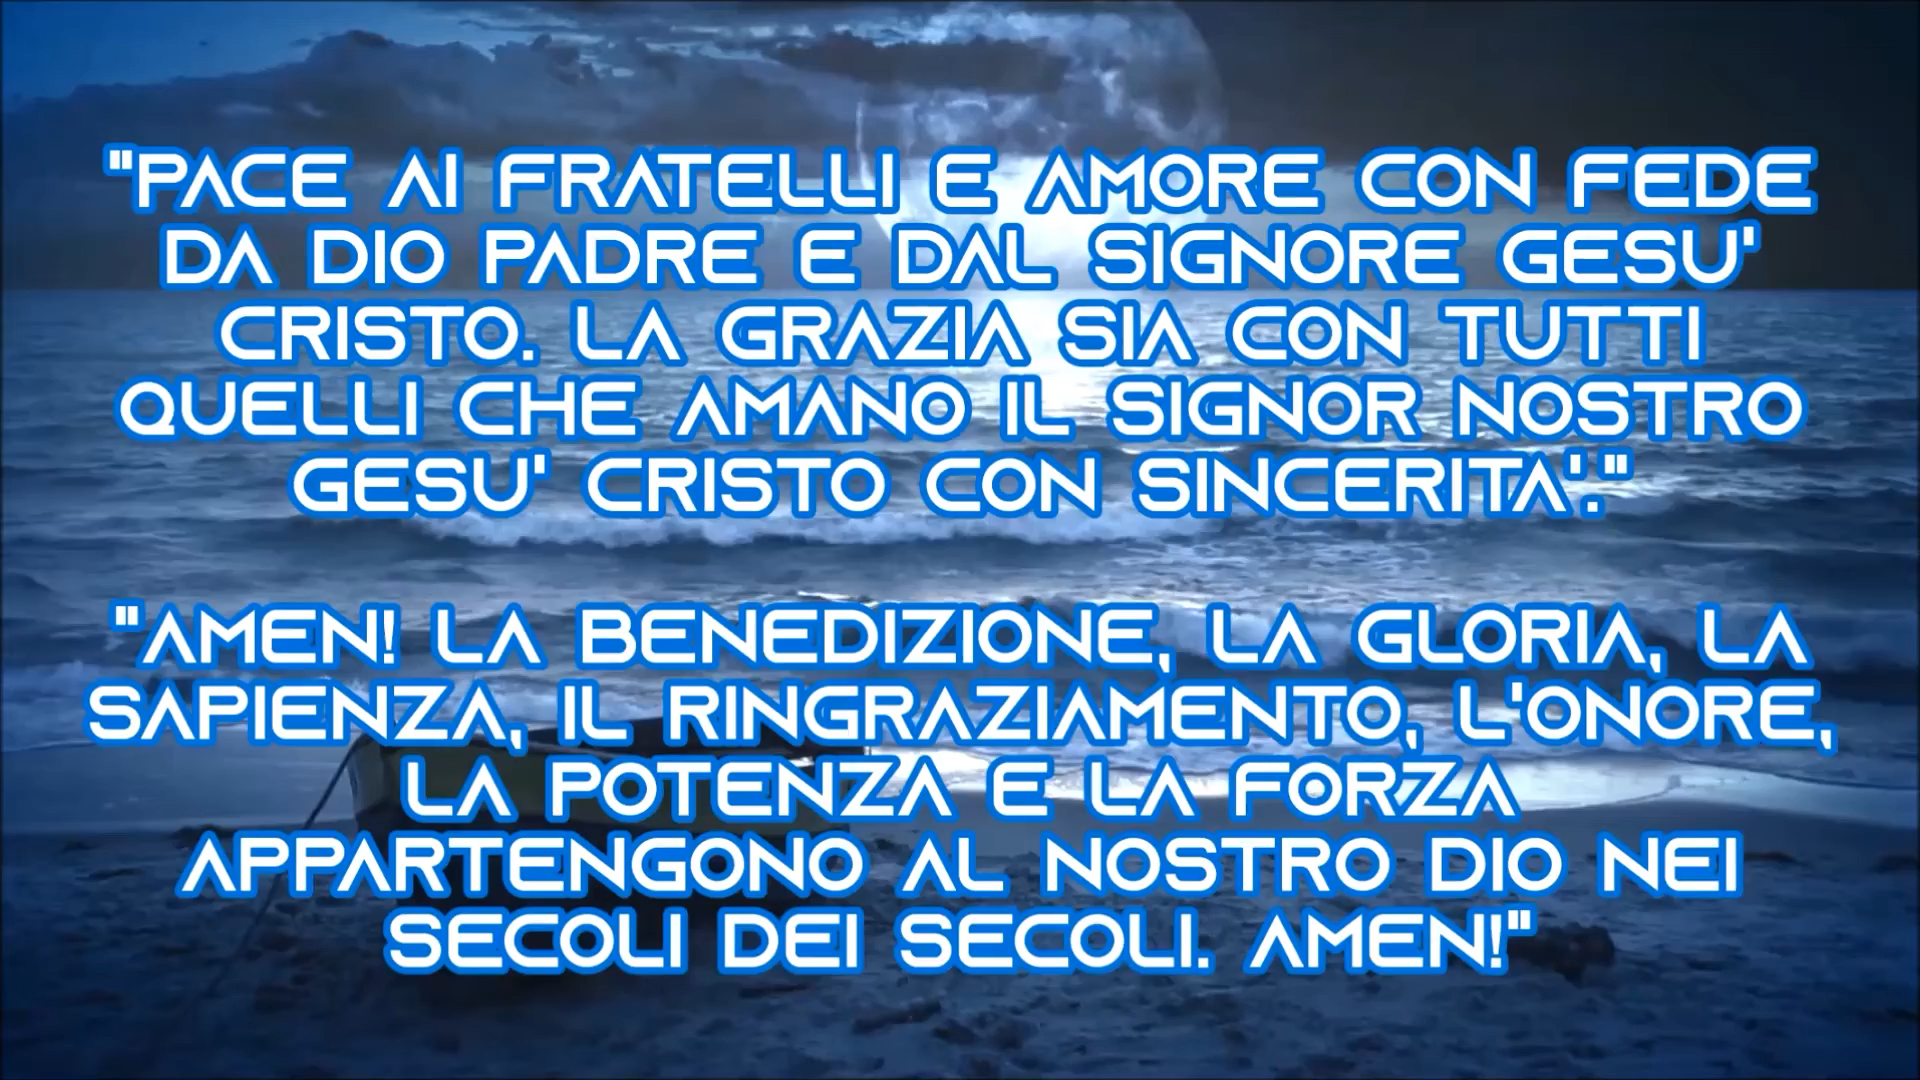 "PACE AI FRATELLI E AMORE CON FEDE
DA DIO PADRE E DAL SIGNORE GESU'
CRISTO. LA GRAZIA SIA CON TUTTI
QUELLI CHE AMANO IL SIGNOR NOSTRO
GESU' CRISTO CON SINCERITA'."
"AMEN! LA BENEDIZIONE, LA GLORIA, LA
SAPIENZA, IL RINGRAZIAMENTO, L'ONORE,
LA POTENZA E LA FORZA
APPARTENGONO AL NOSTRO DIO NEI
SECOLI DEI SECOLI. AMEN!"